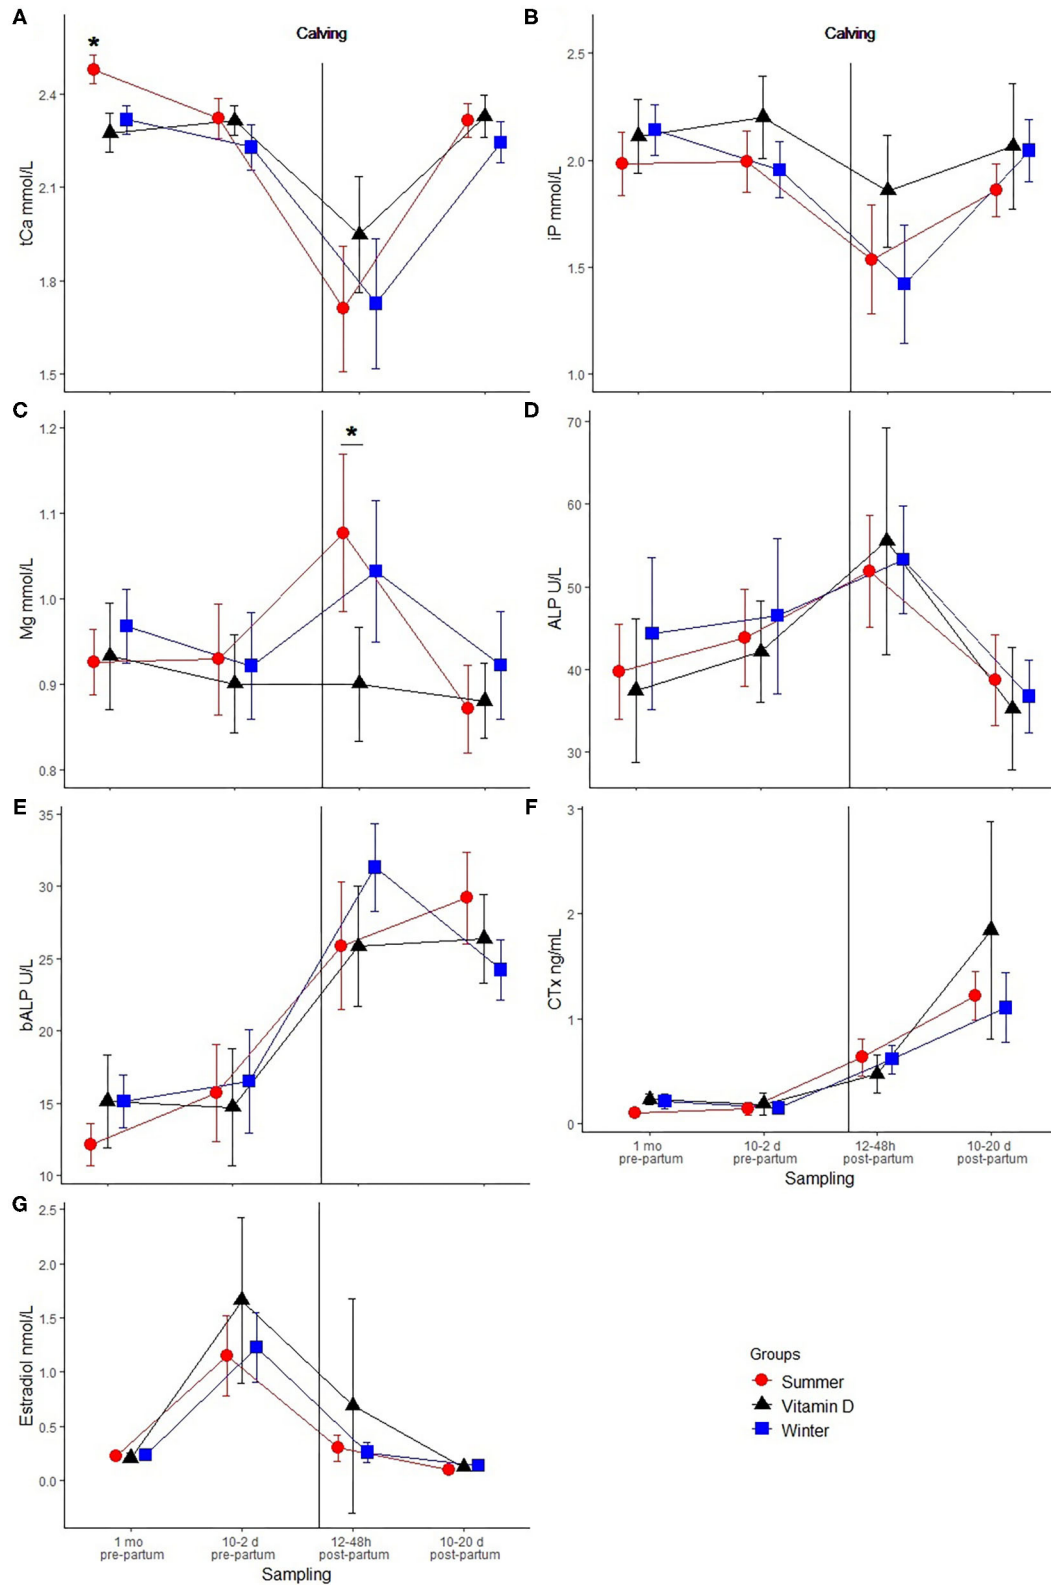 A
Calving
*
2.4
2.1
1.8
1.5
tCa mmol/L
B
Calving
2.5
2.0
1.5
1.0
iP mmol/L
C
*
1.2
1.1
1.0
0.9
0.8
Mg mmol/L
D
70
60
50
40
30
ALP U/L
E
35
30
25
20
15
10
bALP U/L
F
3
2
1
0
CTx ng/mL
1 mo
pre-partum
10-2 d
pre-partum
12-48h
post-partum
10-20 d
post-partum
Sampling
G
2.5
2.0
1.5
1.0
0.5
0.0
Estradiol nmol/L
1 mo
pre-partum
10-2 d
pre-partum
12-48h
post-partum
10-20 d
post-partum
Sampling
Groups
Summer
Vitamin D
Winter